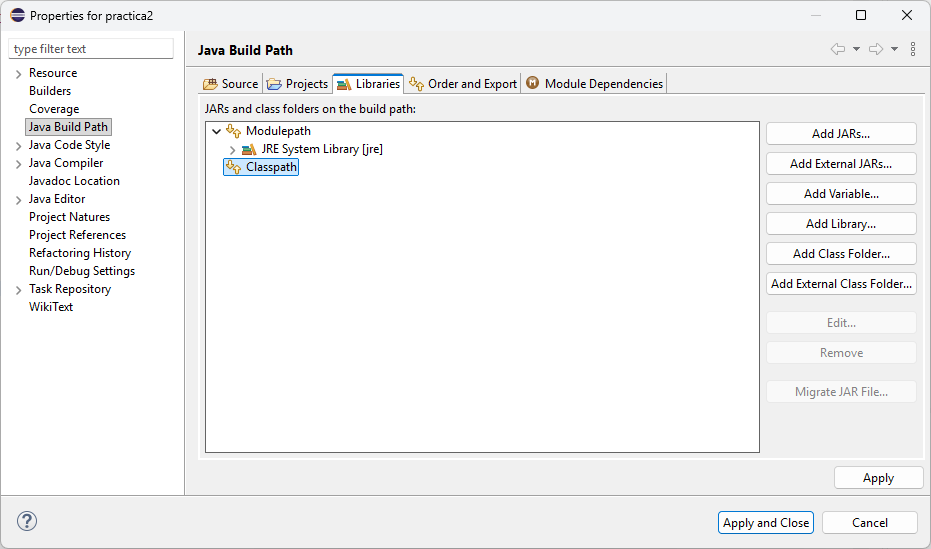 Properties for practica2
type filter text
Resource
Builders
Coverage
Java Build Path
Java Code Style
Java Compiler
Javadoc Location
Java Editor
Project Natures
Project References
Refactoring History
Run/Debug Settings
Task Repository
WikiText
Java Build Path
Source Projects Libraries Order and Export M Module Dependencies
JARs and class folders on the build path:
Modulepath
JRE System Library [jre]
Classpath
Add JARs...
Add External JARs...
Add Variable...
Add Library...
Add Class Folder...
Add External Class Folder...
Edit...
Remove
Migrate JAR File...
Apply
? Apply and Close Cancel